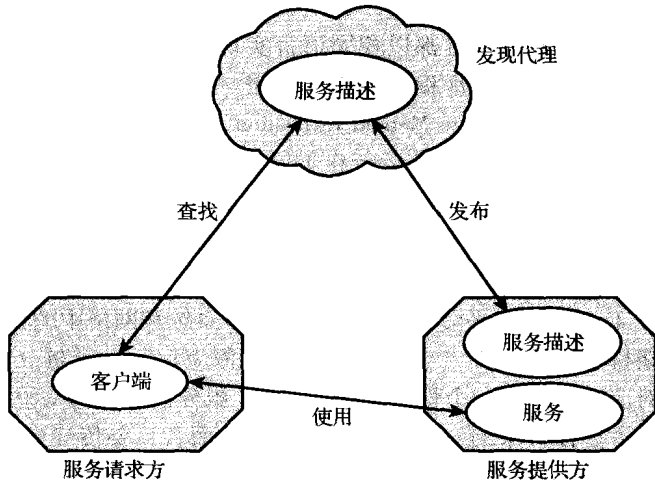 发现代理
服务描述
查找
发布
服务描述
客户端
服务
使用
服务请求方
服务提供方